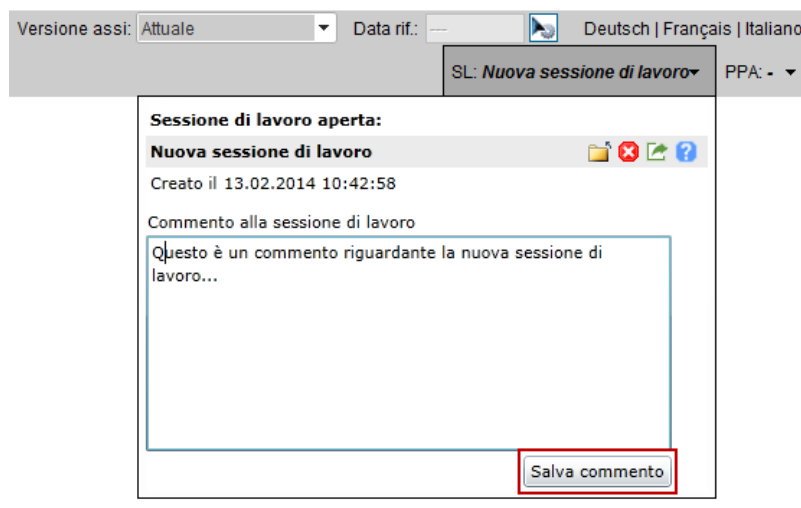 Versione assi: Attuale Data rif.: --- Deutsch | Français | Italiano
SL: Nuova sessione di lavoro PPA: -
Sessione di lavoro aperta:
Nuova sessione di lavoro
Creato il 13.02.2014 10:42:58
Commento alla sessione di lavoro
Questo è un commento riguardante la nuova sessione di
lavoro...
Salva commento